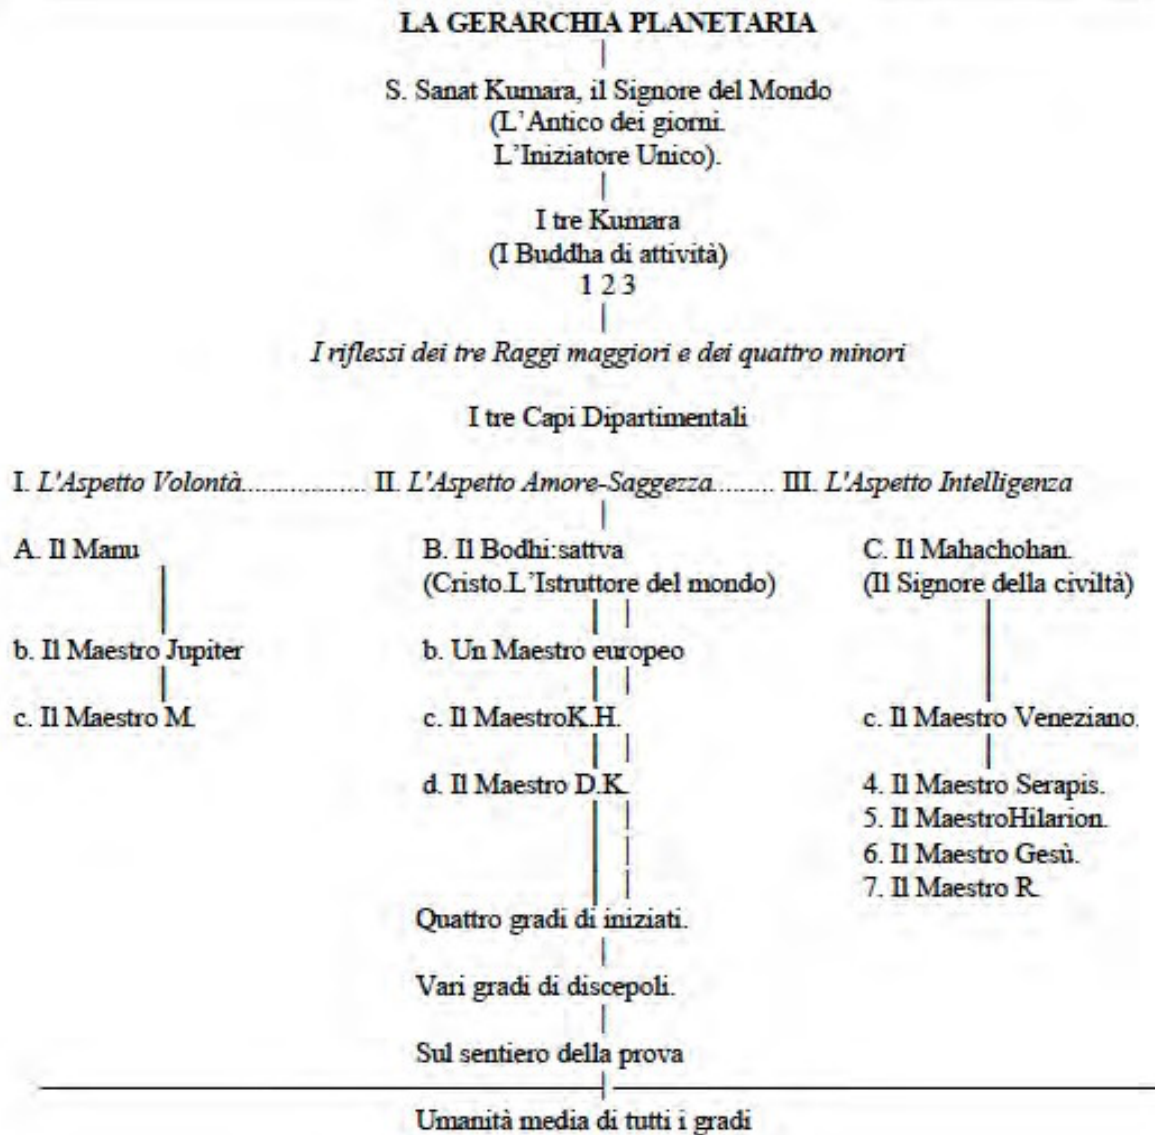 LA GERARCHIA PLANETARIA
S. Sanat Kumara, il Signore del Mondo
(L'Antico dei giorni.
L'Iniziatore Unico).
I tre Kumara
(I Buddha di attività)
1 2 3
I riflessi dei tre Raggi maggiori e dei quattro minori
I tre Capi Dipartimentali
I. L'Aspetto Volontà.................. II. L'Aspetto Amore-Saggezza......... III. L'Aspetto Intelligenza
A. Il Manu
b. Il Maestro Jupiter
c. Il Maestro M.
B. Il Bodhi:sattva
(Cristo.L'Istruttore del mondo)
b. Un Maestro europeo
c. Il MaestroK.H.
d. Il Maestro D.K.
C. Il Mahachohan.
(Il Signore della civiltà)
c. Il Maestro Veneziano.
4. Il Maestro Serapis.
5. Il MaestroHilarion.
6. Il Maestro Gesù.
7. Il Maestro R.
Quattro gradi di iniziati.
Vari gradi di discepoli.
Sul sentiero della prova
Umanità media di tutti i gradi